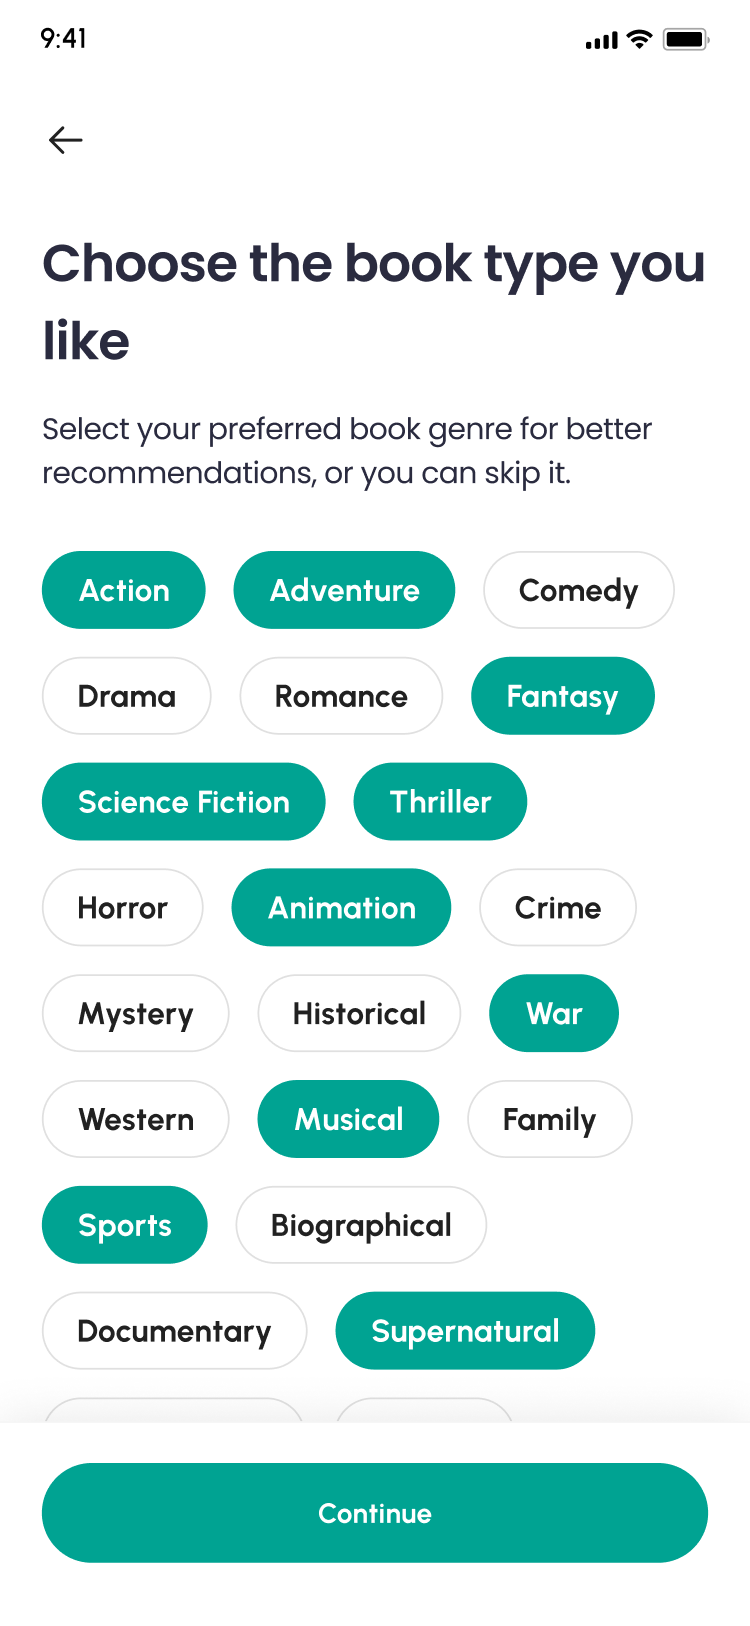 9:41
Choose the book type you
like
Select your preferred book genre for better
recommendations, or you can skip it.
Action Adventure Comedy
Drama Romance Fantasy
Science Fiction Thriller
Horror Animation Crime
Mystery Historical War
Western Musical Family
Sports Biographical
Documentary Supernatural
Continue